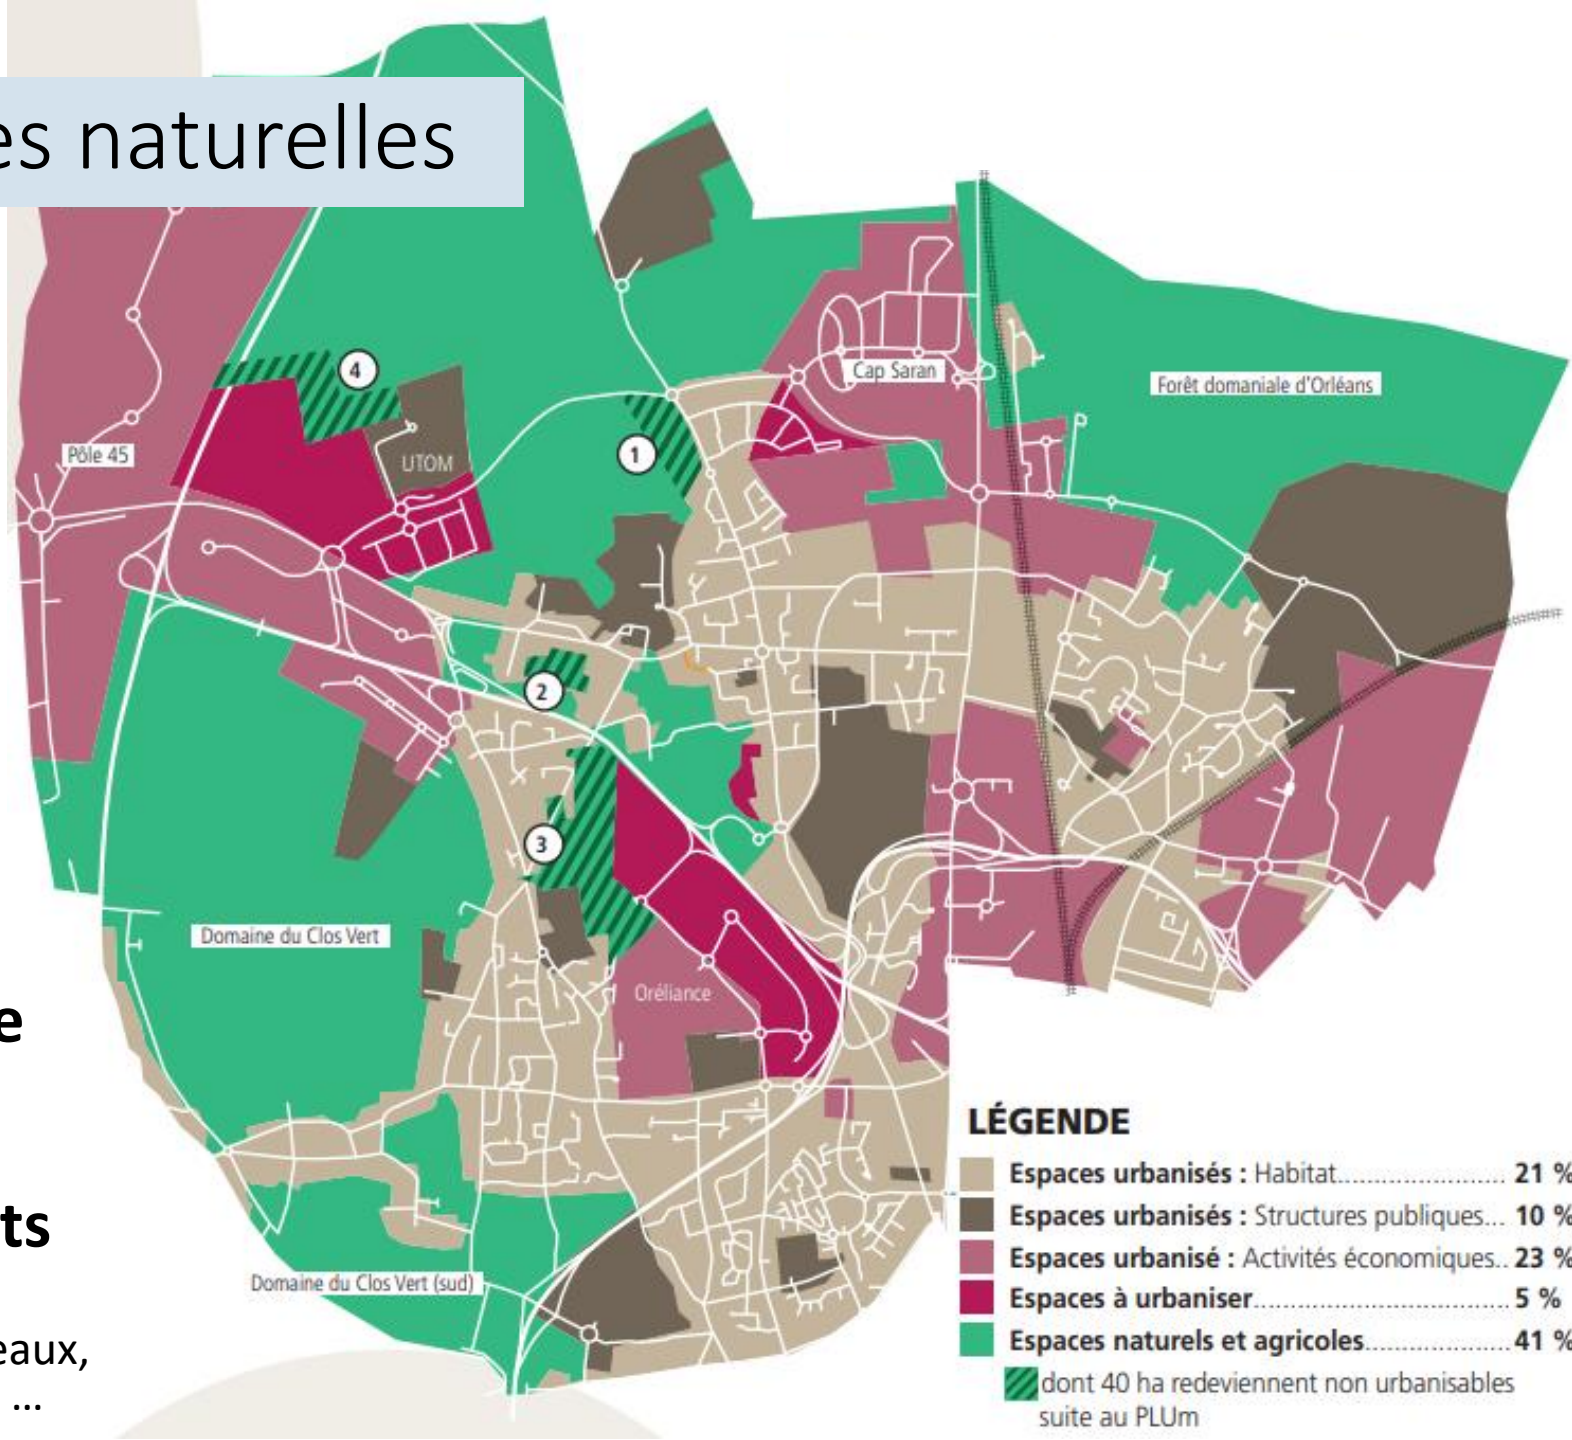 es naturelles
4
Cap Saran
Forêt domaniale d'Orléans
Pôle 45
UTOM
1
2
3
Domaine du Clos Vert
Oréliance
e
ts
Domaine du Clos Vert (sud)
eaux,
...
LÉGENDE
Espaces urbanisés : Habitat....................... 21 %
Espaces urbanisés : Structures publiques... 10 %
Espaces urbanisé : Activités économiques.. 23 %
Espaces à urbaniser.................................. 5 %
Espaces naturels et agricoles................... 41 %
dont 40 ha redeviennent non urbanisables
suite au PLUm